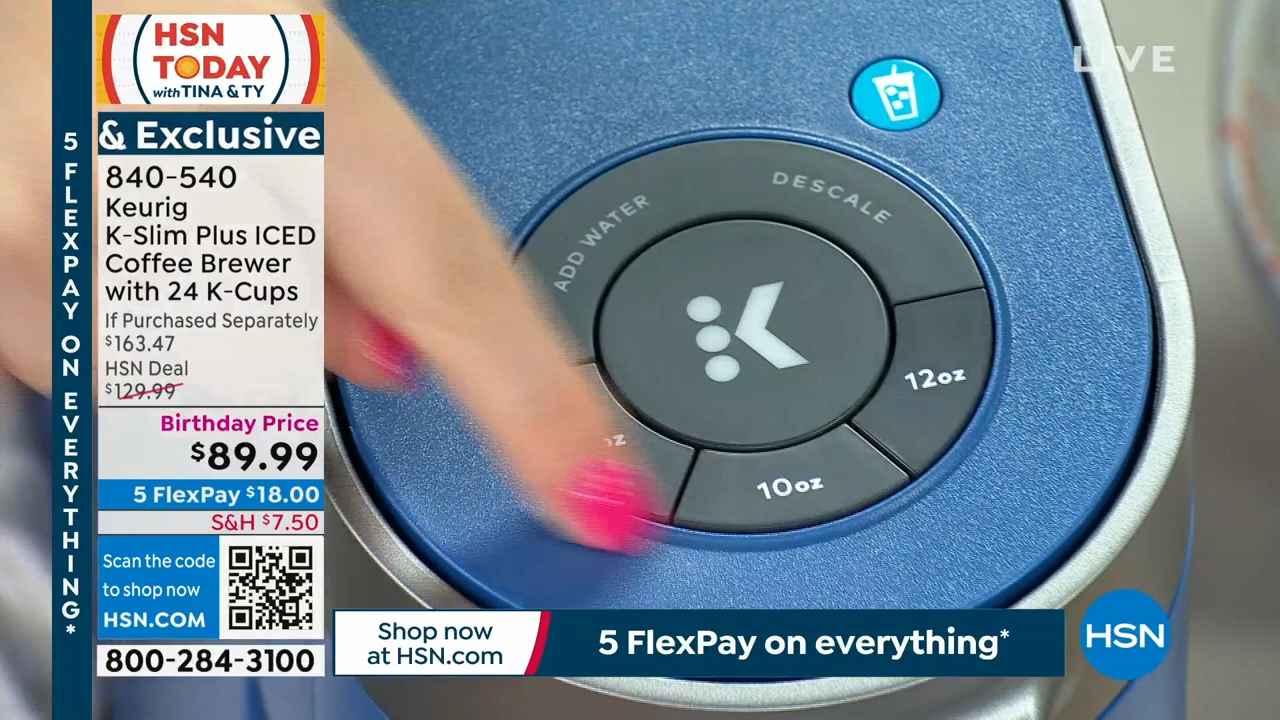 5 FLEXPAY ON EVERYTHING*
HSN
TODAY
with TINA & TY
& Exclusive
840-540
Keurig
K-Slim Plus ICED
Coffee Brewer
with 24 K-Cups
If Purchased Separately
$163.47
HSN Deal
$129.99
Birthday Price
$89.99
5 FlexPay $18.00
S&H $7.50
Scan the code
to shop now
HSN.COM
800-284-3100
LIVE
DESCALE
ADD WATER
12oz
oz
10oz
Shop now
at HSN.com
5 FlexPay on everything*
HSN